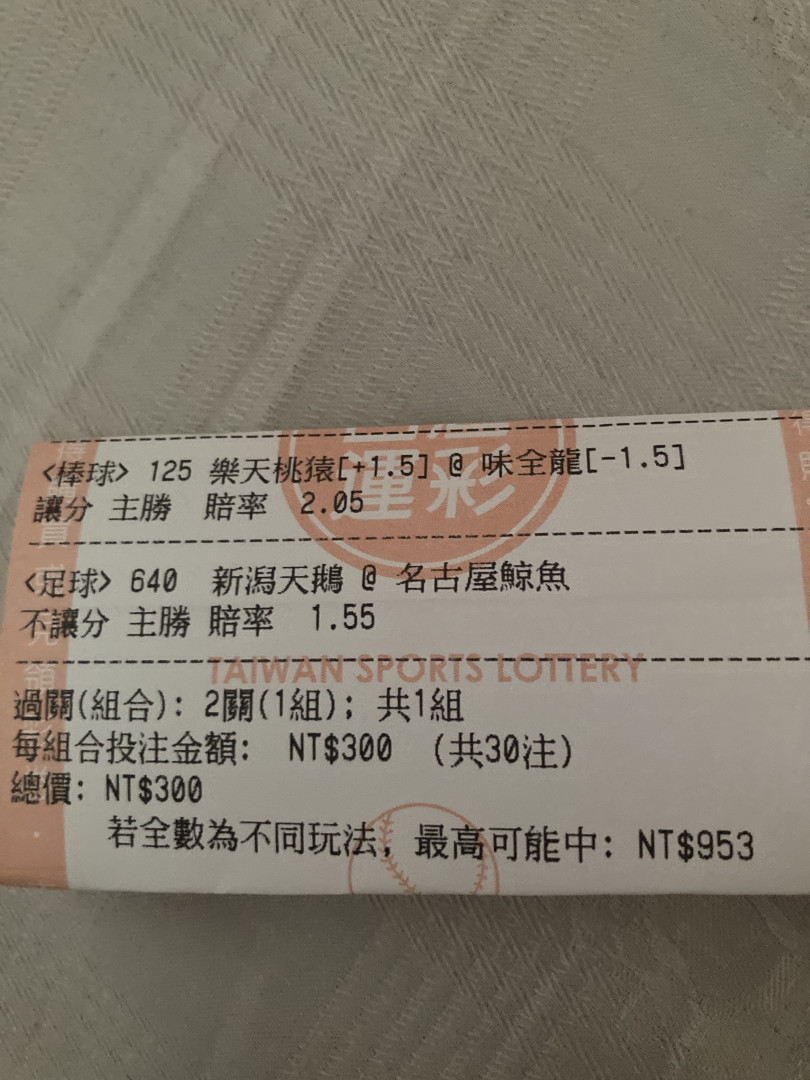 <棒球> 125 樂天桃猿[+1.5] @ 味全龍[-1.5]
讓分 主勝 賠率 2.05
<足球> 640 新潟天鵝 @ 名古屋鯨魚
不讓分 主勝 賠率 1.55
TAIWAN SPORTS LOTTERY
過關(組合): 2關(1組); 共1組
每組合投注金額: NT$300 (共30注)
總價: NT$300
若全數為不同玩法, 最高可能中: NT$953
運彩